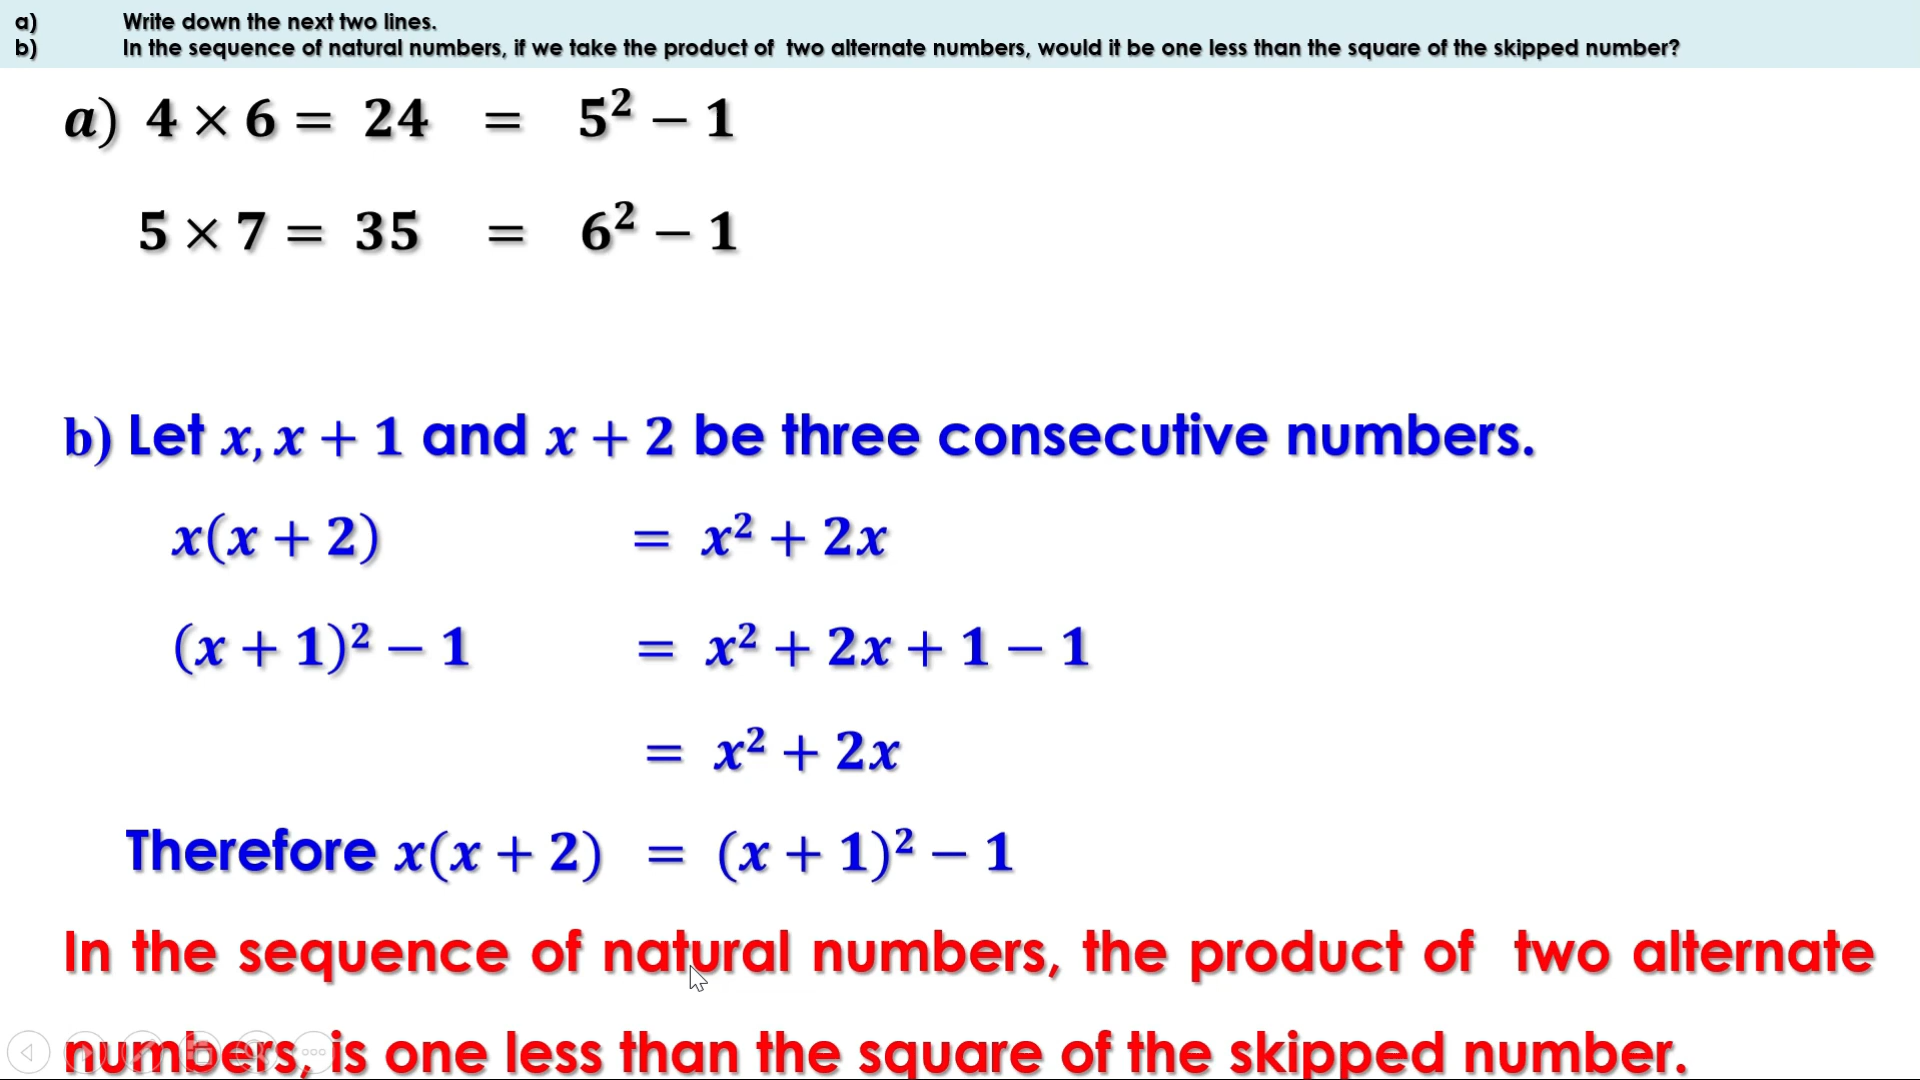 a) Write down the next two lines.
b) In the sequence of natural numbers, if we take the product of two alternate numbers, would it be one less than the square of the skipped number?
a) 4 × 6 = 24 = 5² − 1
5 × 7 = 35 = 6² − 1
b) Let x, x + 1 and x + 2 be three consecutive numbers.
x(x + 2) = x² + 2x
(x + 1)² − 1 = x² + 2x + 1 − 1
= x² + 2x
Therefore x(x + 2) = (x + 1)² − 1
In the sequence of natural numbers, the product of two alternate
numbers, is one less than the square of the skipped number.